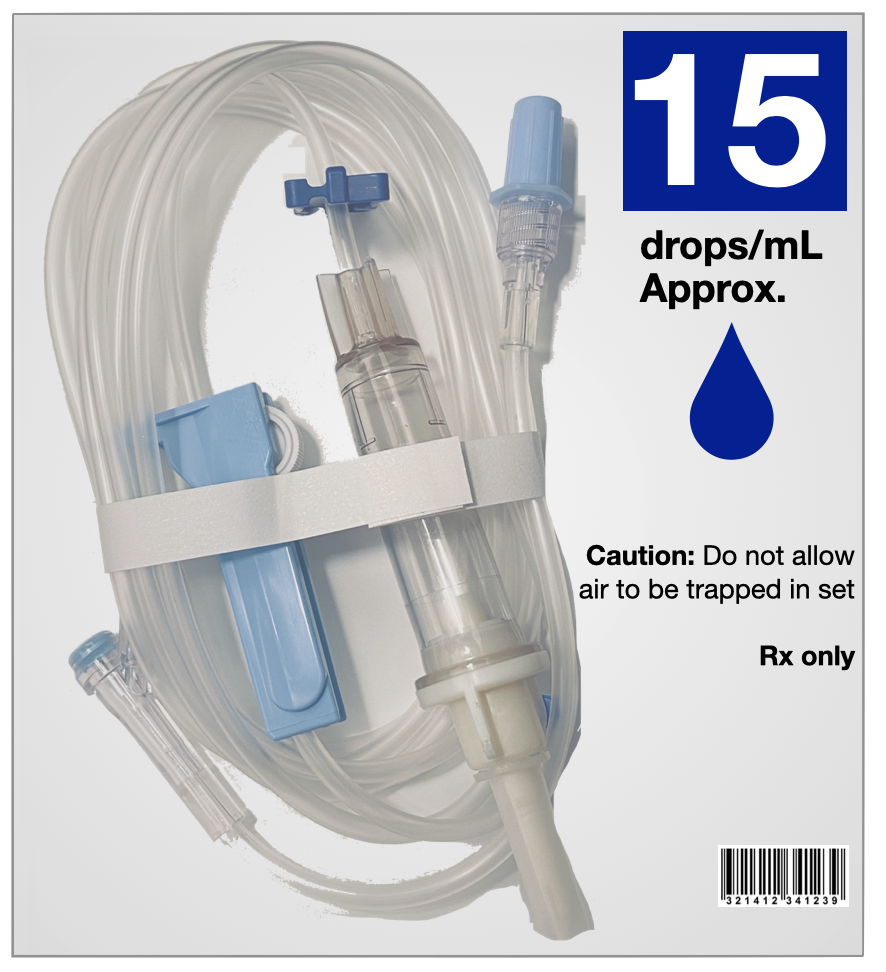 15
drops/mL
Approx.
Caution: Do not allow
air to be trapped in set
Rx only
321412 341239